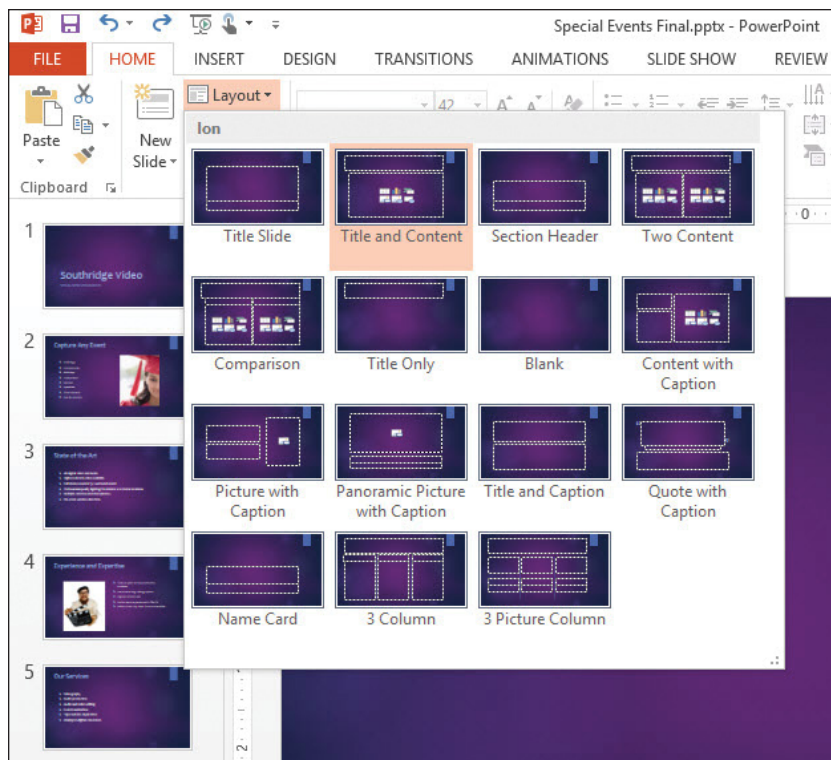 Special Events Final.pptx - PowerPoint
FILE HOME INSERT DESIGN TRANSITIONS ANIMATIONS SLIDE SHOW REVIEW
Layout
42
Paste
New
Slide
Clipboard
Ion
Title Slide
Title and Content
Section Header
Two Content
Comparison
Title Only
Blank
Content with
Caption
Picture with
Caption
Panoramic Picture
with Caption
Title and Caption
Quote with
Caption
Name Card
3 Column
3 Picture Column
0
1
Southridge Video
2
Capture Any Event
3
State of the Art
4
Experience and Expertise
5
Our Services
2